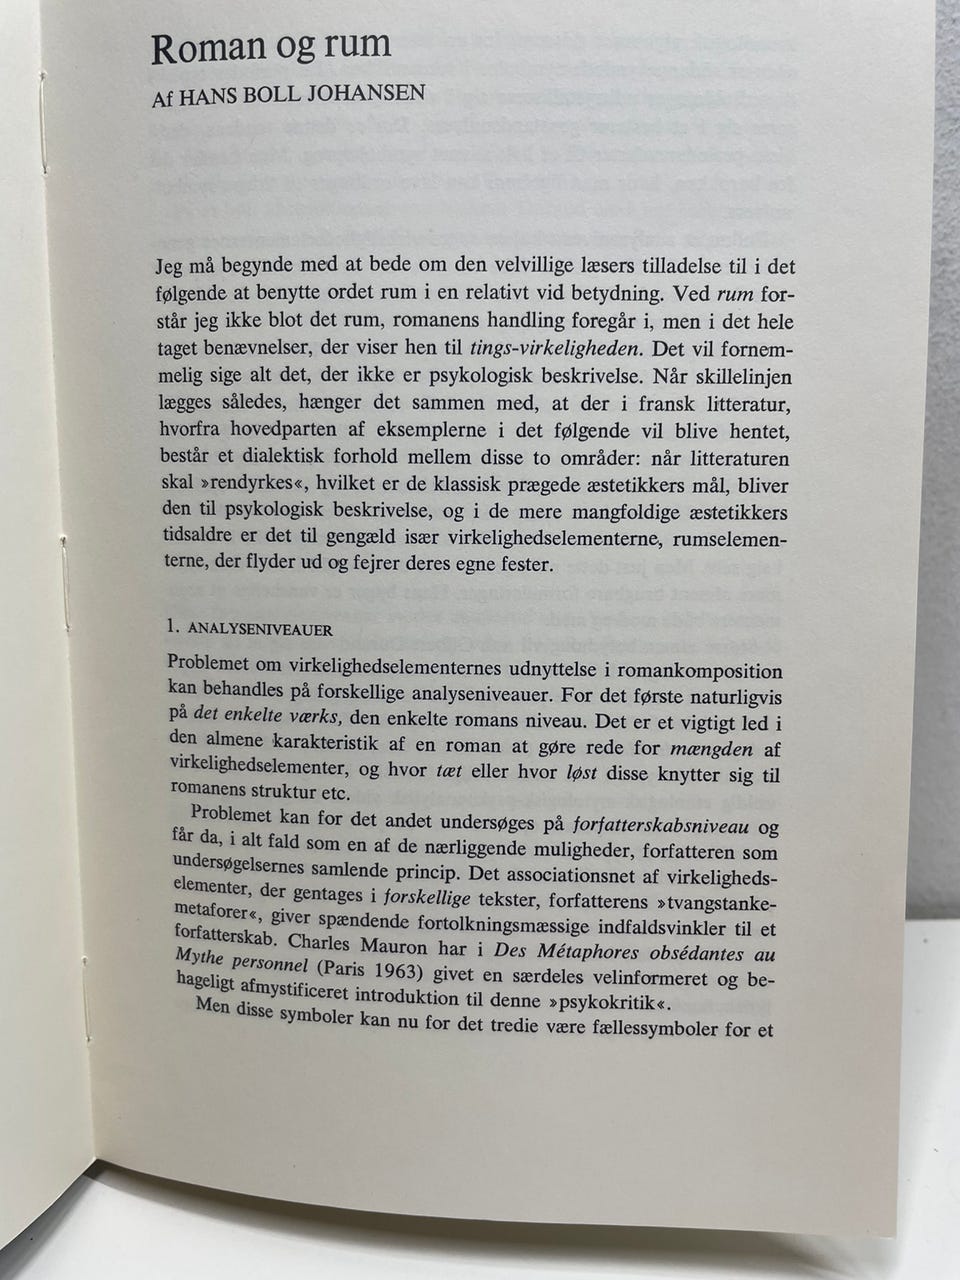 Roman og rum
Af HANS BOLL JOHANSEN
Jeg må begynde med at bede om den velvillige læsers tilladelse til i det
følgende at benytte ordet rum i en relativt vid betydning. Ved rum for-
står jeg ikke blot det rum, romanens handling foregår i, men i det hele
taget benævnelser, der viser hen til tings-virkeligheden. Det vil fornem-
melig sige alt det, der ikke er psykologisk beskrivelse. Når skillelinjen
lægges således, hænger det sammen med, at der i fransk litteratur,
hvorfra hovedparten af eksemplerne i det følgende vil blive hentet,
består et dialektisk forhold mellem disse to områder: når litteraturen
skal »rendyrkes«, hvilket er de klassisk prægede æstetikkers mål, bliver
den til psykologisk beskrivelse, og i de mere mangfoldige æstetikkers
tidsaldre er det til gengæld især virkelighedselementerne, rumselemen-
terne, der flyder ud og fejrer deres egne fester.
1. ANALYSENIVEAUER
Problemet om virkelighedselementernes udnyttelse i romankomposition
kan behandles på forskellige analyseniveauer. For det første naturligvis
på det enkelte værks, den enkelte romans niveau. Det er et vigtigt led i
den almene karakteristik af en roman at gøre rede for mængden af
virkelighedselementer, og hvor tæt eller hvor løst disse knytter sig til
romanens struktur etc.
Problemet kan for det andet undersøges på forfatterskabsniveau og
får da, i alt fald som en af de nærliggende muligheder, forfatteren som
undersøgelsernes samlende princip. Det associationsnet af virkeligheds-
elementer, der gentages i forskellige tekster, forfatterens »tvangstanke-
metaforer«, giver spændende fortolkningsmæssige indfaldsvinkler til et
forfatterskab. Charles Mauron har i Des Métaphores obsédantes au
Mythe personnel (Paris 1963) givet en særdeles velinformeret og be-
hageligt afmystificeret introduktion til denne »psykokritik«.
Men disse symboler kan nu for det tredie være fællessymboler for et